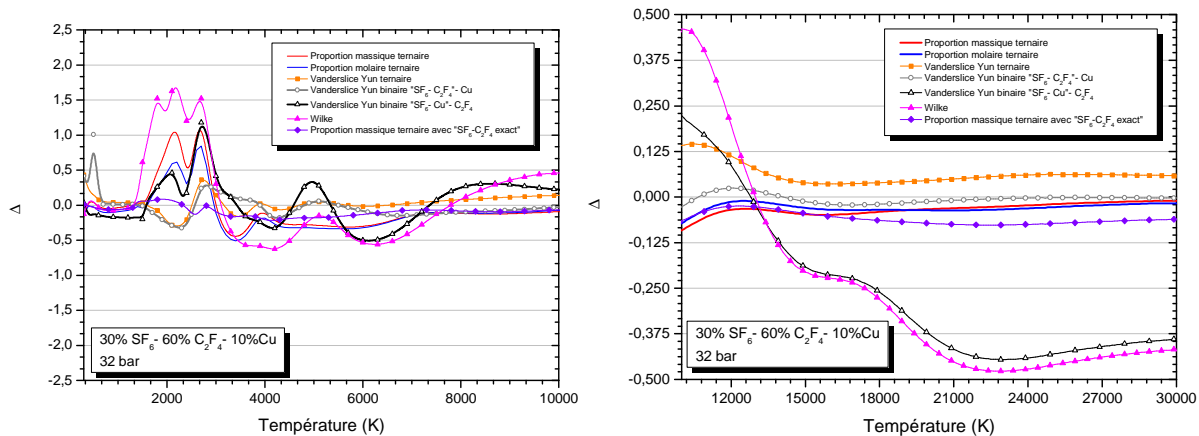 2,5
2,0
1,5
1,0
0,5
0,0
-0,5
-1,0
-1,5
-2,0
-2,5
Δ
Proportion massique ternaire
Proportion molaire ternaire
Vanderslice Yun ternaire
Vanderslice Yun binaire "SF₆- C₂F₄"- Cu
Vanderslice Yun binaire "SF₆- Cu"- C₂F₄
Wilke
Proportion massique ternaire avec "SF₆-C₂F₄ exact"
30% SF₆- 60% C₂F₄- 10%Cu
32 bar
2000 4000 6000 8000 10000
Température (K)
0,500
0,375
0,250
0,125
0,000
-0,125
-0,250
-0,375
-0,500
Δ
Proportion massique ternaire
Proportion molaire ternaire
Vanderslice Yun ternaire
Vanderslice Yun binaire "SF₆- C₂F₄"- Cu
Vanderslice Yun binaire "SF₆- Cu"- C₂F₄
Wilke
Proportion massique ternaire avec "SF₆-C₂F₄ exact"
30% SF₆- 60% C₂F₄- 10%Cu
32 bar
12000 15000 18000 21000 24000 27000 30000
Température (K)